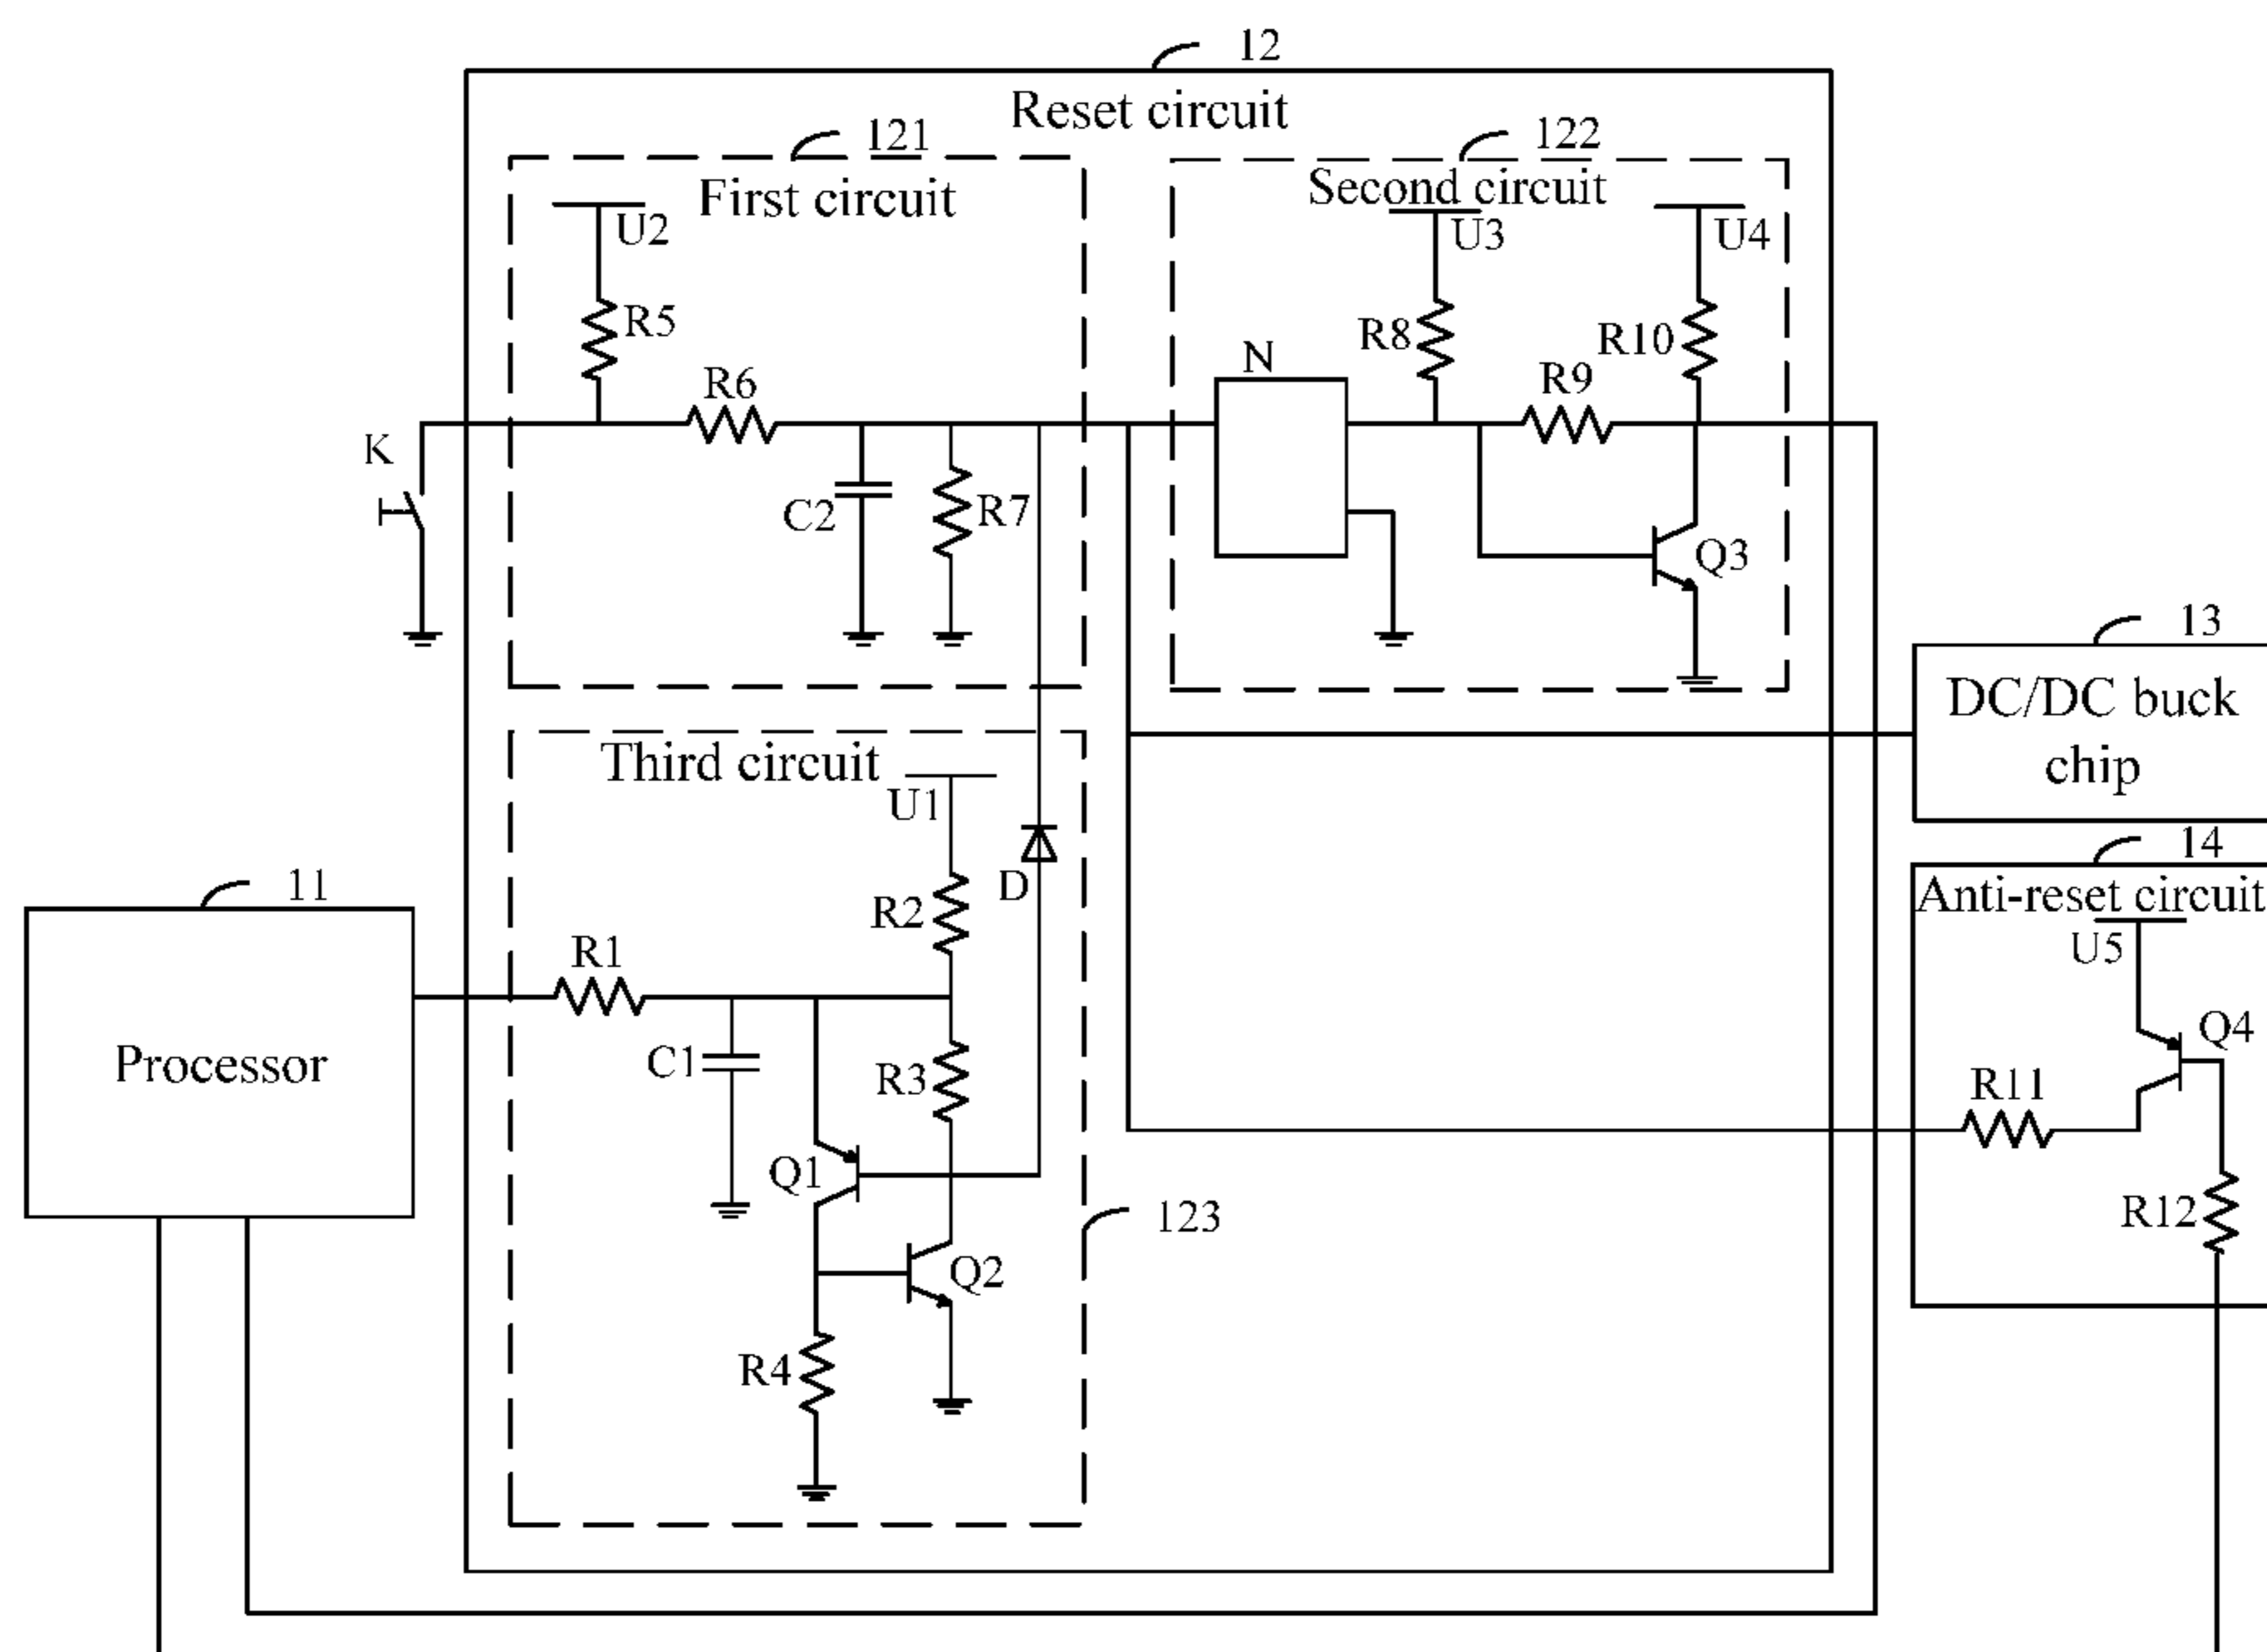 12
Reset circuit
121
122
First circuit
Second circuit
U2
U3
U4
R5
R8
R10
N
R6
R9
K
C2
R7
Q3
13
DC/DC buck
chip
Third circuit
U1
14
D
11
Anti-reset circuit
R2
U5
R1
Q4
Processor
C1
R3
R11
Q1
123
R12
Q2
R4